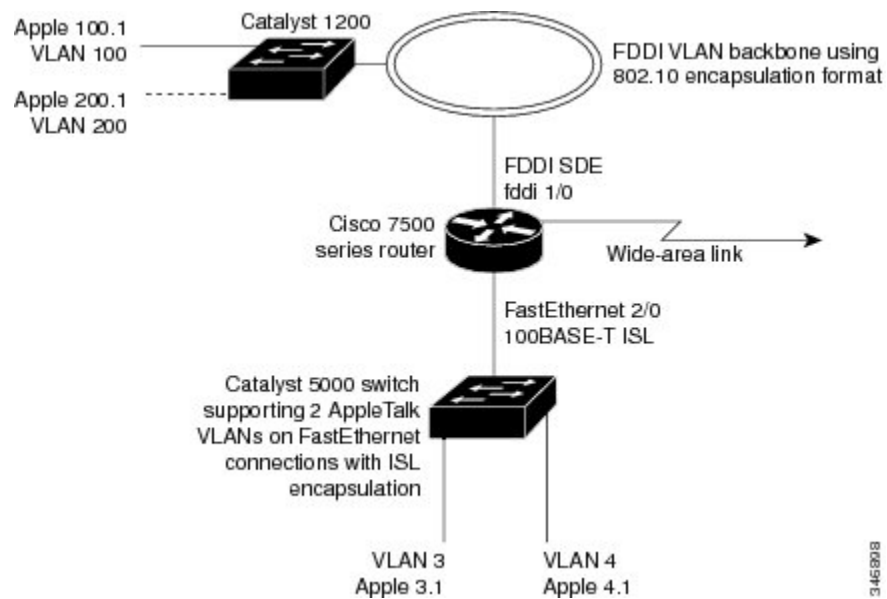 Apple 100.1
VLAN 100
Apple 200.1
VLAN 200
Catalyst 1200
FDDI VLAN backbone using
802.10 encapsulation format
FDDI SDE
fddi 1/0
Cisco 7500
series router
Wide-area link
FastEthernet 2/0
100BASE-T ISL
Catalyst 5000 switch
supporting 2 AppleTalk
VLANs on FastEthernet
connections with ISL
encapsulation
VLAN 3
Apple 3.1
VLAN 4
Apple 4.1
346898